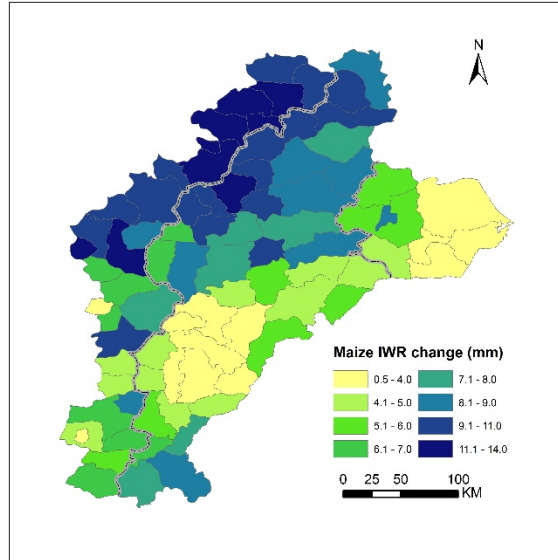 N
Maize IWR change (mm)
0.5 - 4.0
7.1 - 8.0
4.1 - 5.0
8.1 - 9.0
5.1 - 6.0
9.1 - 11.0
6.1 - 7.0
11.1 - 14.0
0 25 50 100
KM